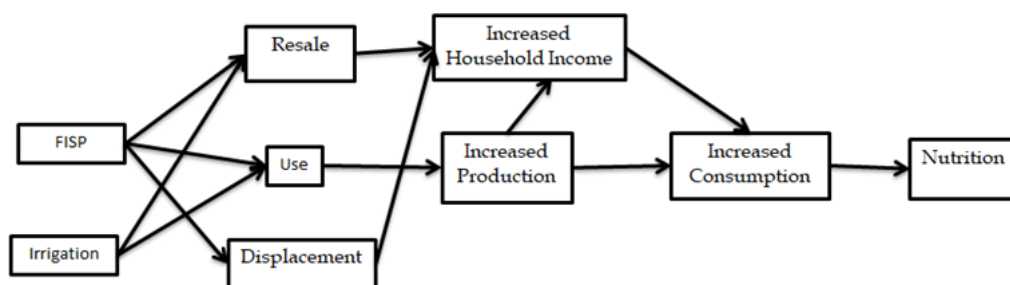 Resale
Increased
Household Income
FISP
Use
Increased
Production
Increased
Consumption
Nutrition
Irrigation
Displacement